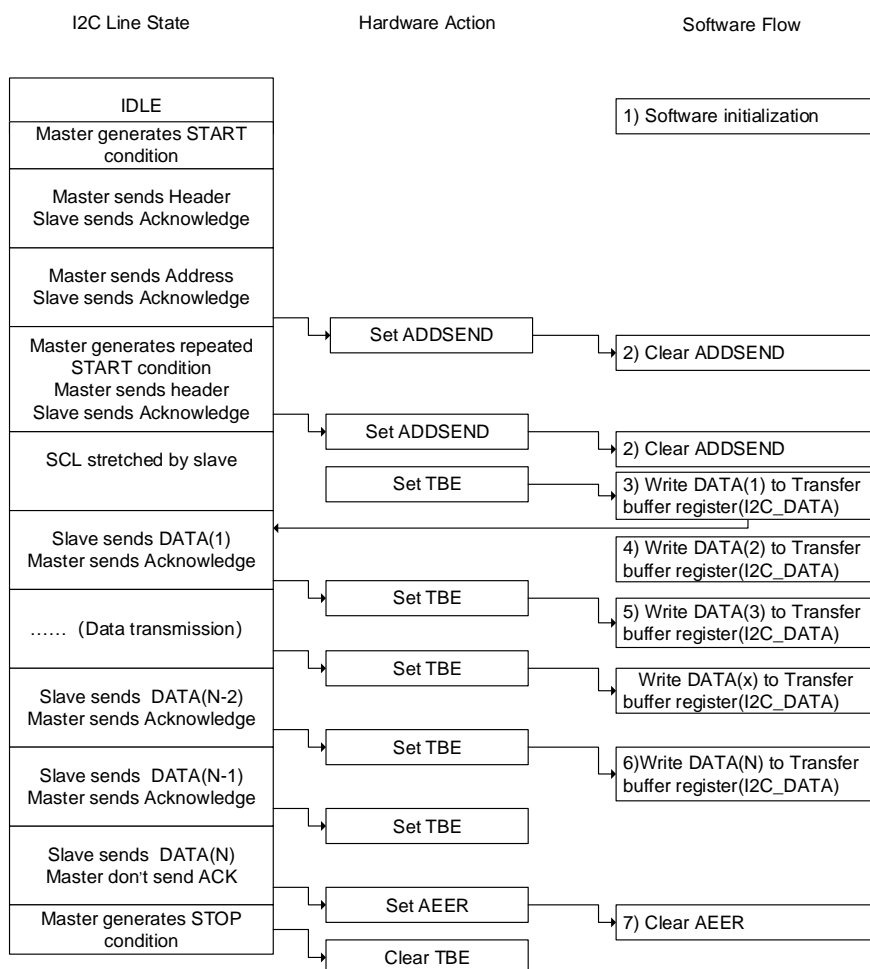 I2C Line State
Hardware Action
Software Flow
IDLE
1) Software initialization
Master generates START
condition
Master sends Header
Slave sends Acknowledge
Master sends Address
Slave sends Acknowledge
Set ADDSEND
2) Clear ADDSEND
Master generates repeated
START condition
Master sends header
Slave sends Acknowledge
Set ADDSEND
2) Clear ADDSEND
SCL stretched by slave
Set TBE
3) Write DATA(1) to Transfer
buffer register(I2C_DATA)
Slave sends DATA(1)
Master sends Acknowledge
4) Write DATA(2) to Transfer
buffer register(I2C_DATA)
Set TBE
5) Write DATA(3) to Transfer
buffer register(I2C_DATA)
…… (Data transmission)
Set TBE
Write DATA(x) to Transfer
buffer register(I2C_DATA)
Slave sends DATA(N-2)
Master sends Acknowledge
Set TBE
6)Write DATA(N) to Transfer
buffer register(I2C_DATA)
Slave sends DATA(N-1)
Master sends Acknowledge
Set TBE
Slave sends DATA(N)
Master don't send ACK
Set AEER
7) Clear AEER
Master generates STOP
condition
Clear TBE